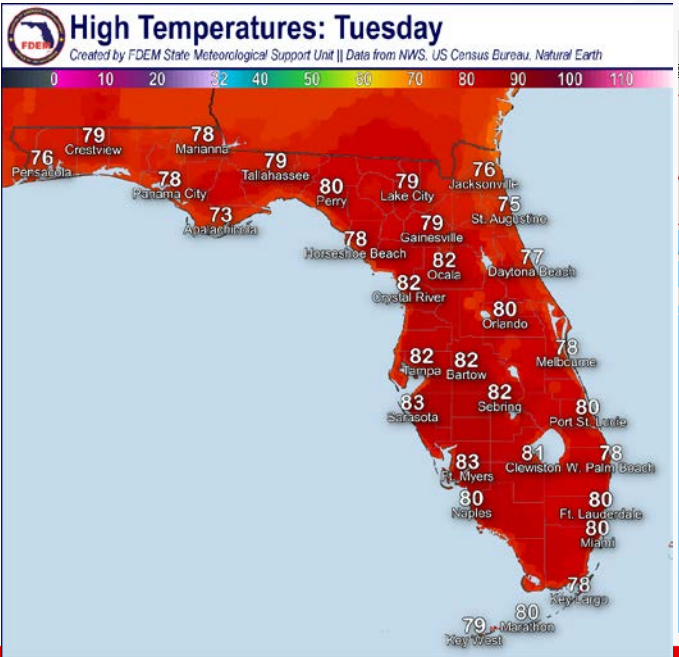 FDEM
High Temperatures: Tuesday
Created by FDEM State Meteorological Support Unit || Data from NWS, US Census Bureau, Natural Earth
0 10 20 32 40 50 60 70 80 90 100 110
79
Crestview
78
Marianna
76
Pensacola
79
Tallahassee
78
Panama City
80
Perry
79
Lake City
76
Jacksonville
73
Apalachicola
75
St. Augustine
79
Gainesville
78
Horseshoe Beach
82
Ocala
77
Daytona Beach
82
Crystal River
80
Orlando
78
Melbourne
82
Tampa
82
Bartow
82
Sebring
83
Sarasota
80
Port St. Lucie
81
Clewiston
78
W. Palm Beach
83
Ft. Myers
80
Naples
80
Ft. Lauderdale
80
Miami
78
Key Largo
80
Marathon
79
Key West